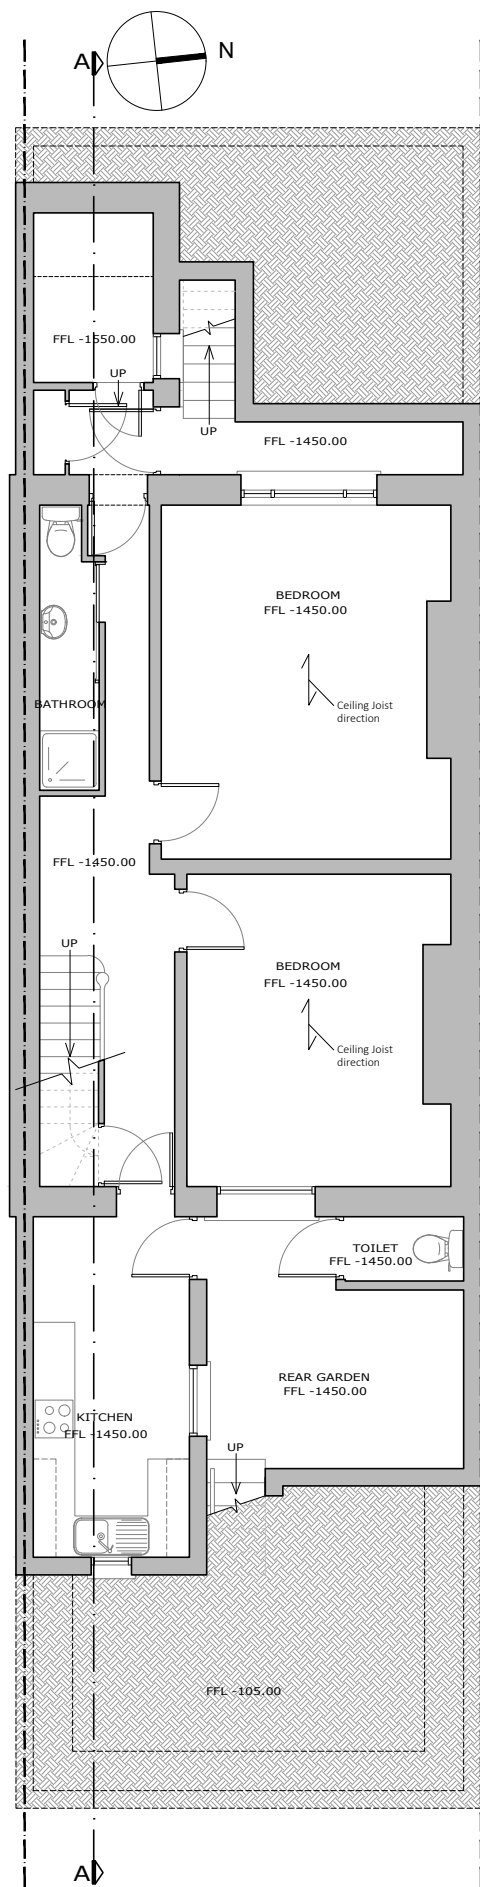 A
N
FFL -1550.00
UP
UP
FFL -1450.00
BEDROOM
FFL -1450.00
Ceiling Joist
direction
BATHROOM
FFL -1450.00
UP
BEDROOM
FFL -1450.00
Ceiling Joist
direction
TOILET
FFL -1450.00
REAR GARDEN
FFL -1450.00
KITCHEN
FFL -1450.00
UP
FFL -105.00
A